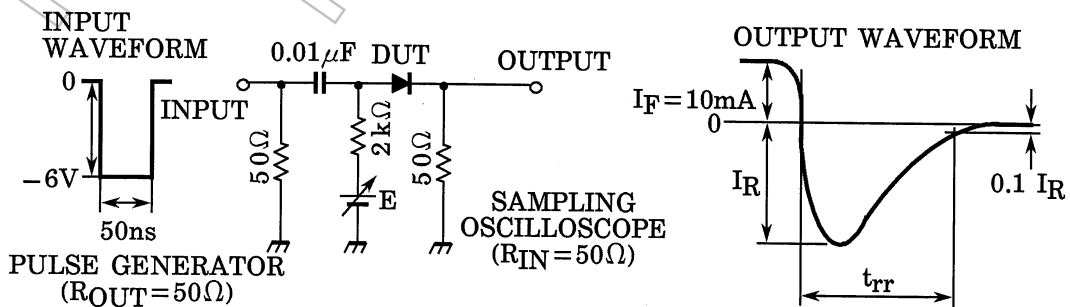 INPUT
WAVEFORM
0
−6V
50ns
PULSE GENERATOR
(ROUT=50Ω)
INPUT
0.01μF
DUT
OUTPUT
50Ω
2kΩ
E
50Ω
SAMPLING
OSCILLOSCOPE
(RIN=50Ω)
OUTPUT WAVEFORM
IF=10mA
0
IR
0.1 IR
trr